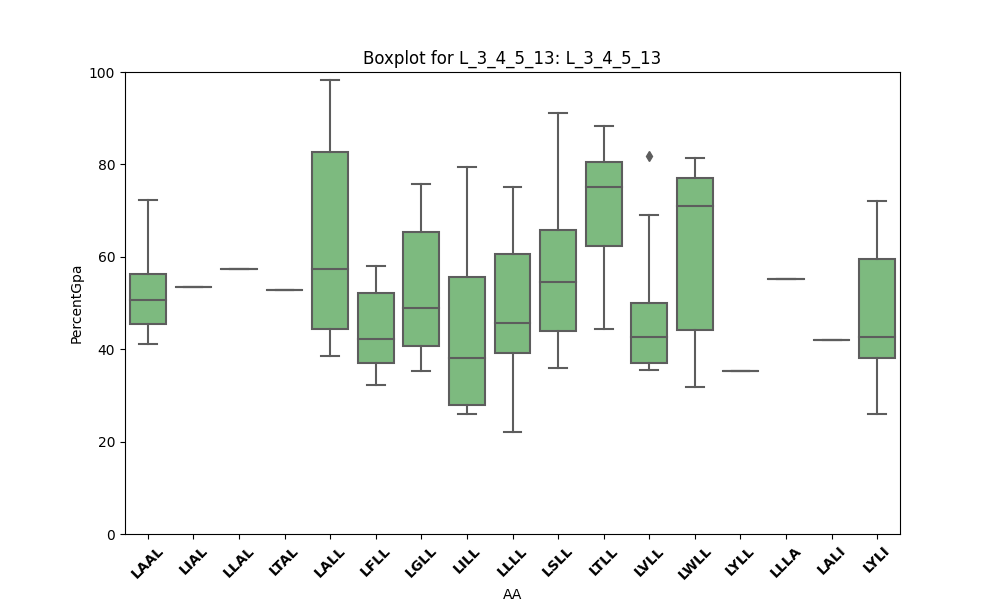 Boxplot for L_3_4_5_13: L_3_4_5_13
100
80
60
40
20
0
PercentGpa
LAAL LIAL LLAL LTAL LALL LFLL LGLL LILL LLLL LSLL LTLL LVLL LWLL LYLL LLLA LALI LYLI
AA